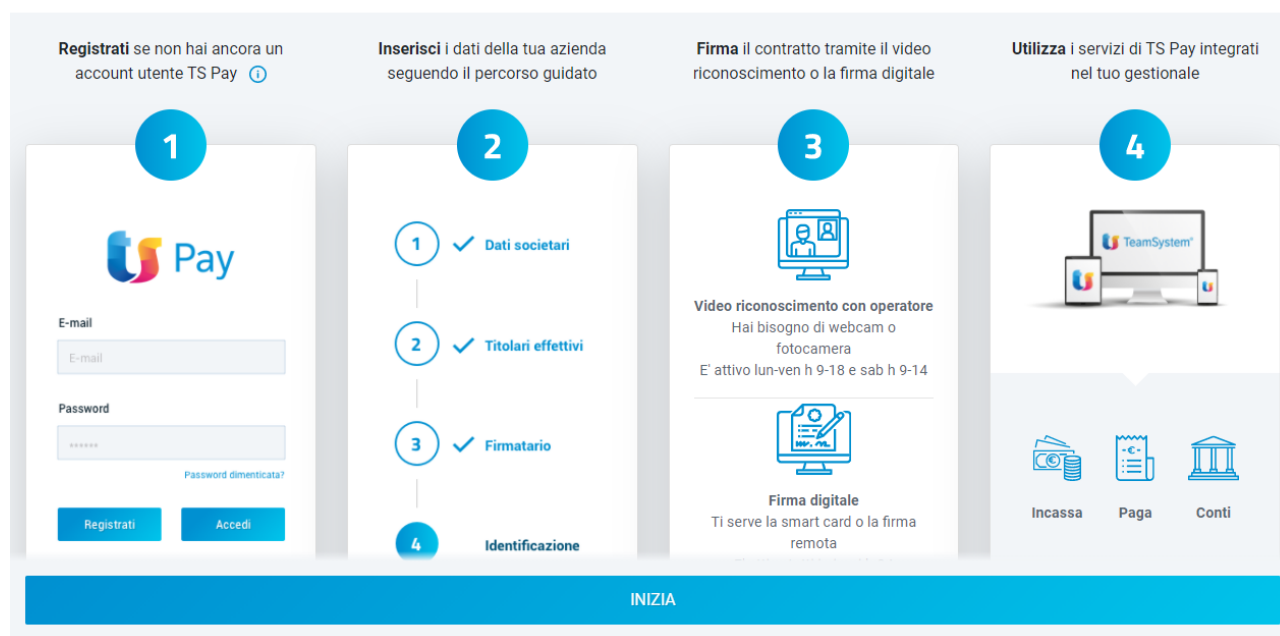 Registrati se non hai ancora un
account utente TS Pay
1
Pay
E-mail
E-mail
Password
Password dimenticata?
Registrati
Accedi
Inserisci i dati della tua azienda
seguendo il percorso guidato
2
1
Dati societari
2
Titolari effettivi
3
Firmatario
4
Identificazione
Firma il contratto tramite il video
riconoscimento o la firma digitale
3
Video riconoscimento con operatore
Hai bisogno di webcam o
fotocamera
E' attivo lun-ven h 9-18 e sab h 9-14
Firma digitale
Ti serve la smart card o la firma
remota
Utilizza i servizi di TS Pay integrati
nel tuo gestionale
4
TeamSystem®
Incassa
Paga
Conti
INIZIA